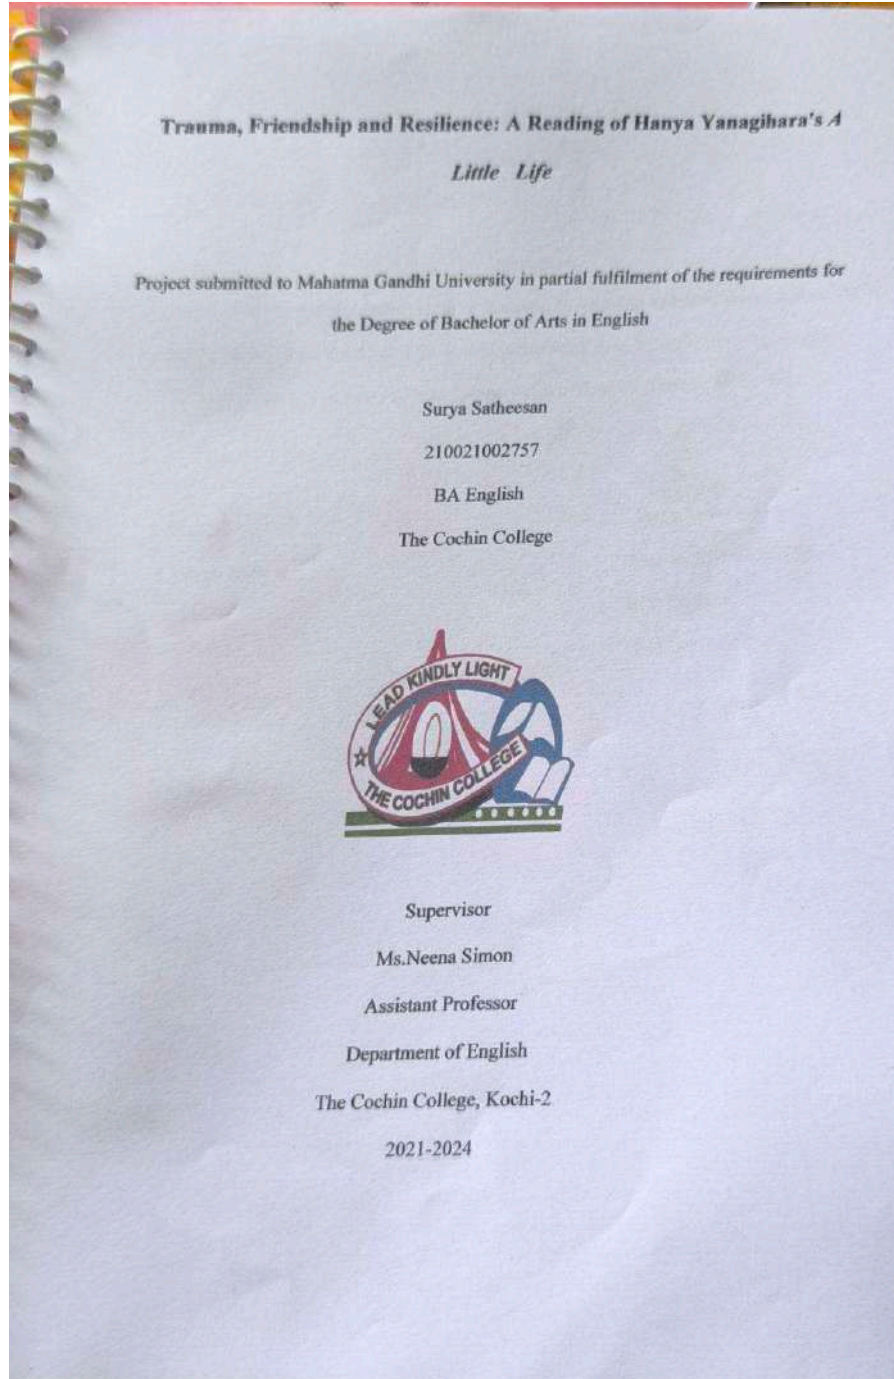 Trauma, Friendship and Resilience: A Reading of Hanya Yanagihara's A
Little Life
Project submitted to Mahatma Gandhi University in partial fulfilment of the requirements for
the Degree of Bachelor of Arts in English
Surya Satheesan
210021002757
BA English
The Cochin College
LEAD KINDLY LIGHT
THE COCHIN COLLEGE
Supervisor
Ms.Neena Simon
Assistant Professor
Department of English
The Cochin College, Kochi-2
2021-2024